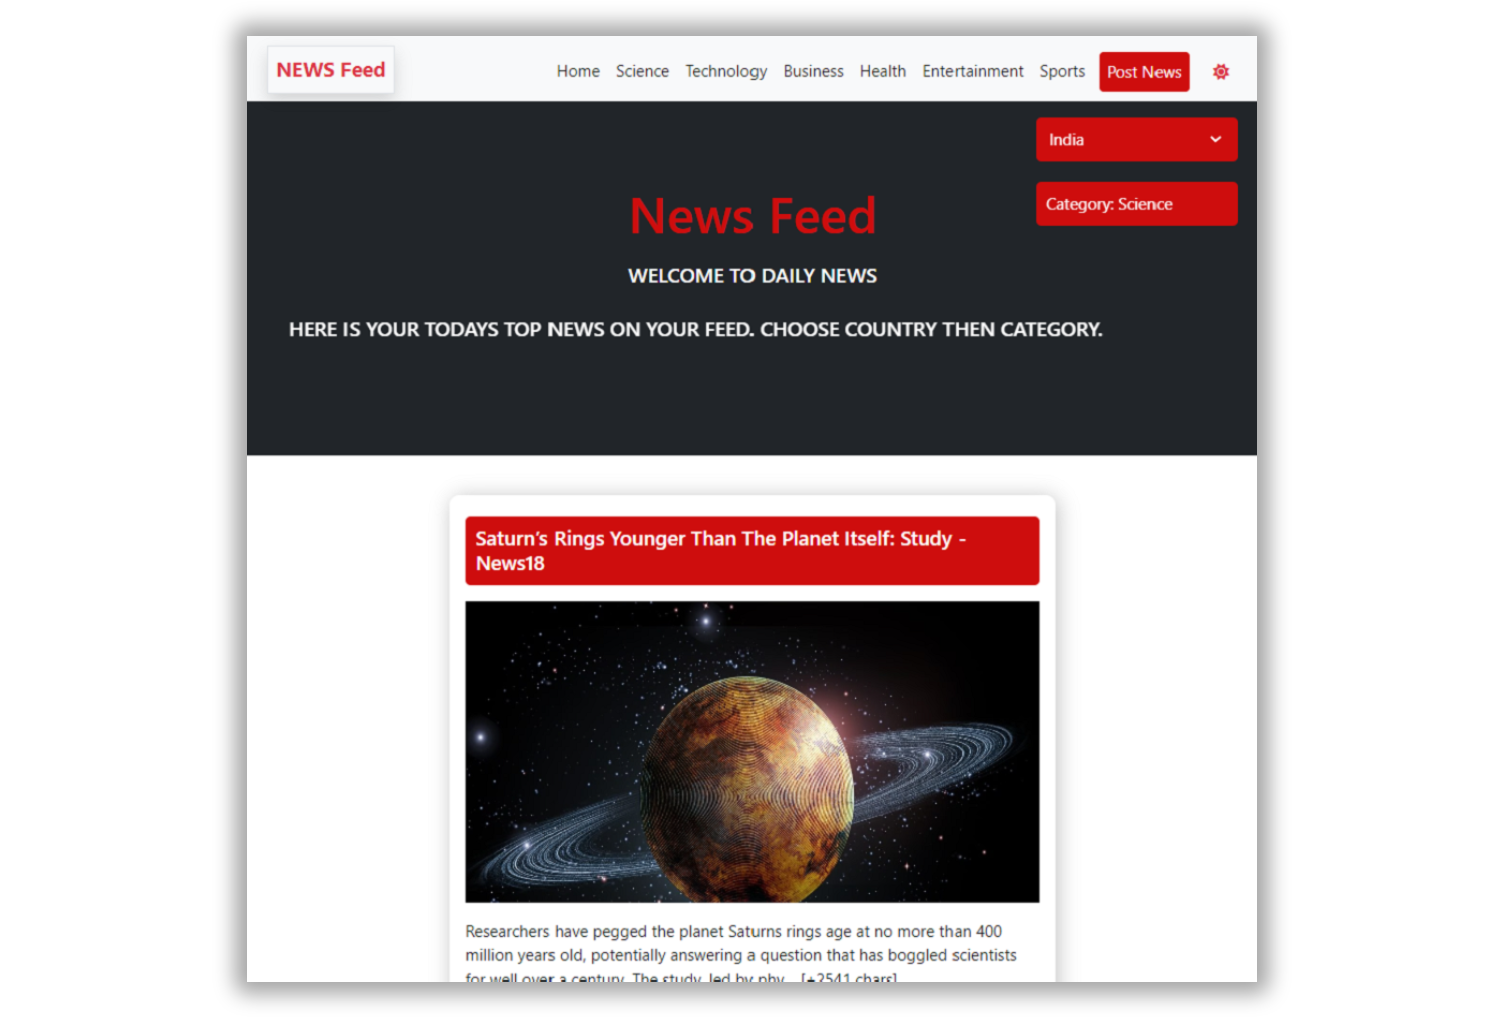 NEWS Feed
Home Science Technology Business Health Entertainment Sports Post News
India
Category: Science
News Feed
WELCOME TO DAILY NEWS
HERE IS YOUR TODAYS TOP NEWS ON YOUR FEED. CHOOSE COUNTRY THEN CATEGORY.
Saturn's Rings Younger Than The Planet Itself: Study -
News18
Researchers have pegged the planet Saturns rings age at no more than 400
million years old, potentially answering a question that has boggled scientists
for well over a century. The study, led by phy... [+2541 chars]